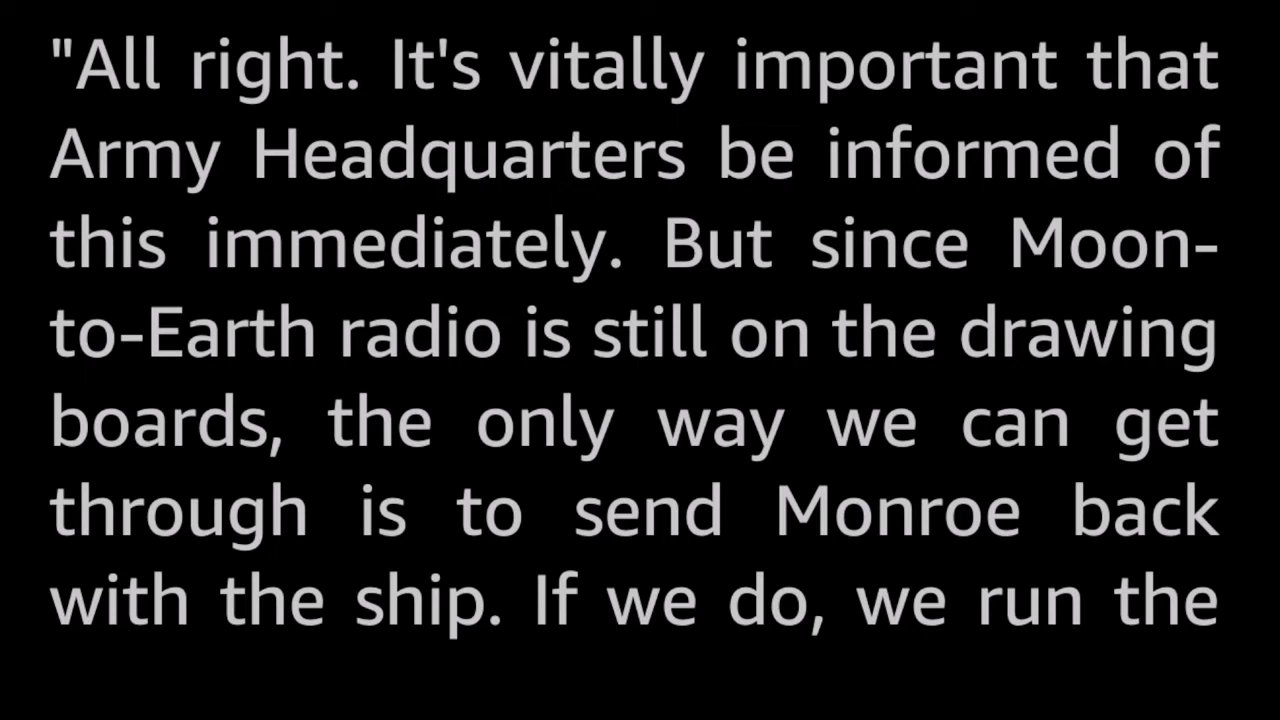 "All right. It's vitally important that
Army Headquarters be informed of
this immediately. But since Moon-
to-Earth radio is still on the drawing
boards, the only way we can get
through is to send Monroe back
with the ship. If we do, we run the